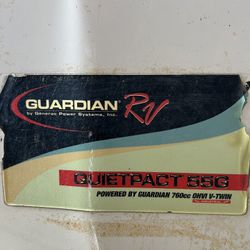 GUARDIAN® RV
by Generac Power Systems, Inc.
QUIETPACT 55G
POWERED BY GUARDIAN 760cc OHVI V-TWIN